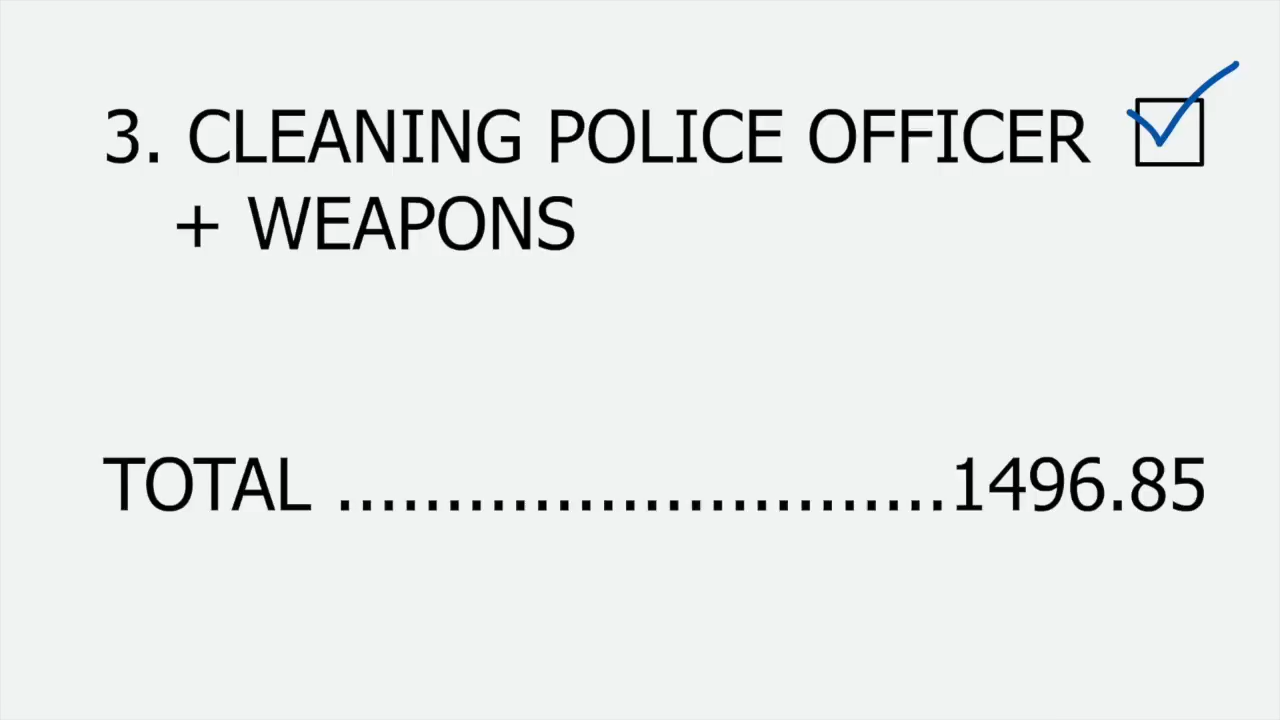 3. CLEANING POLICE OFFICER
+ WEAPONS
TOTAL ............................1496.85